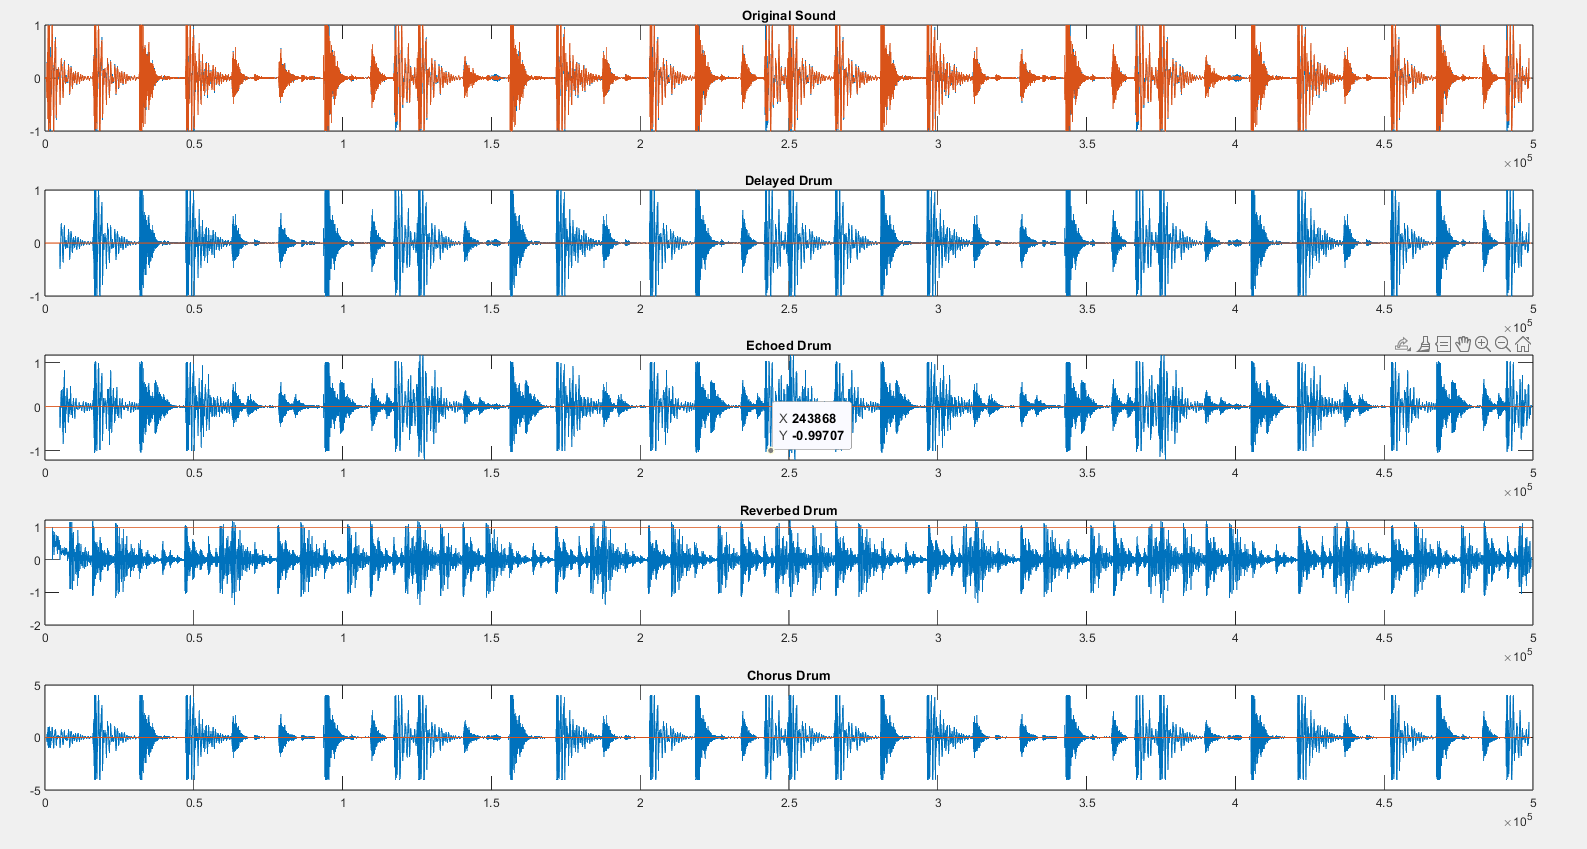 Original Sound
1
0
-1
0 0.5 1 1.5 2 2.5 3 3.5 4 4.5 5
×10^5
Delayed Drum
1
0
-1
0 0.5 1 1.5 2 2.5 3 3.5 4 4.5 5
×10^5
Echoed Drum
1
0
-1
X 243868
Y -0.99707
0 0.5 1 1.5 2 2.5 3 3.5 4 4.5 5
×10^5
Reverbed Drum
1
0
-1
-2
0 0.5 1 1.5 2 2.5 3 3.5 4 4.5 5
×10^5
Chorus Drum
5
0
-5
0 0.5 1 1.5 2 2.5 3 3.5 4 4.5 5
×10^5